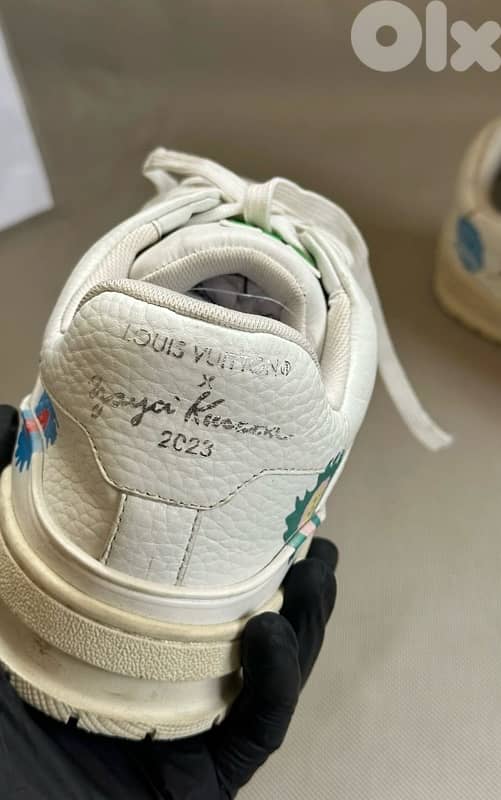 Olx
LOUIS VUITTON®
x
Yayoi Kusama
2023